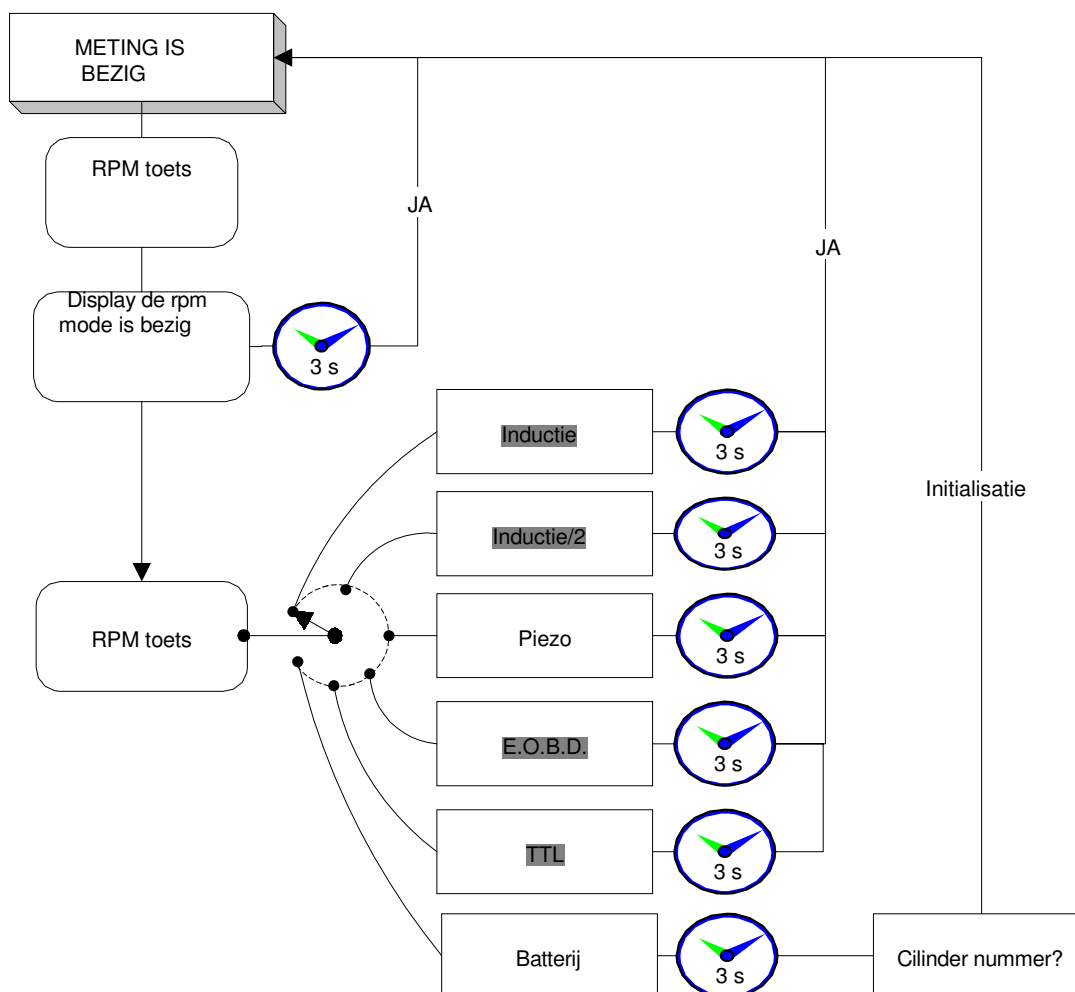 METING IS
BEZIG
RPM toets
JA
JA
Display de rpm
mode is bezig
3 s
Inductie
3 s
Initialisatie
Inductie/2
3 s
RPM toets
Piezo
3 s
E.O.B.D.
3 s
TTL
3 s
Batterij
3 s
Cilinder nummer?